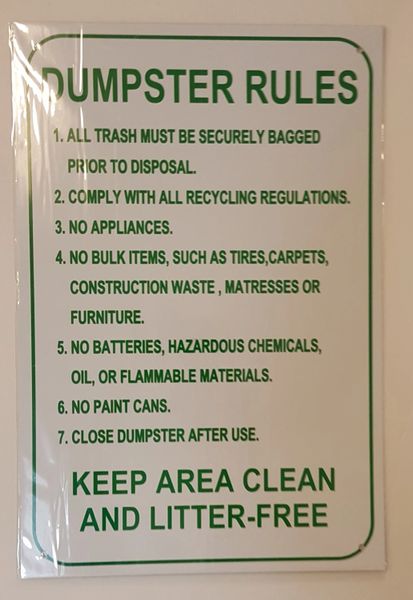 DUMPSTER RULES
1. ALL TRASH MUST BE SECURELY BAGGED
PRIOR TO DISPOSAL.
2. COMPLY WITH ALL RECYCLING REGULATIONS.
3. NO APPLIANCES.
4. NO BULK ITEMS, SUCH AS TIRES,CARPETS,
CONSTRUCTION WASTE , MATRESSES OR
FURNITURE.
5. NO BATTERIES, HAZARDOUS CHEMICALS,
OIL, OR FLAMMABLE MATERIALS.
6. NO PAINT CANS.
7. CLOSE DUMPSTER AFTER USE.
KEEP AREA CLEAN
AND LITTER-FREE